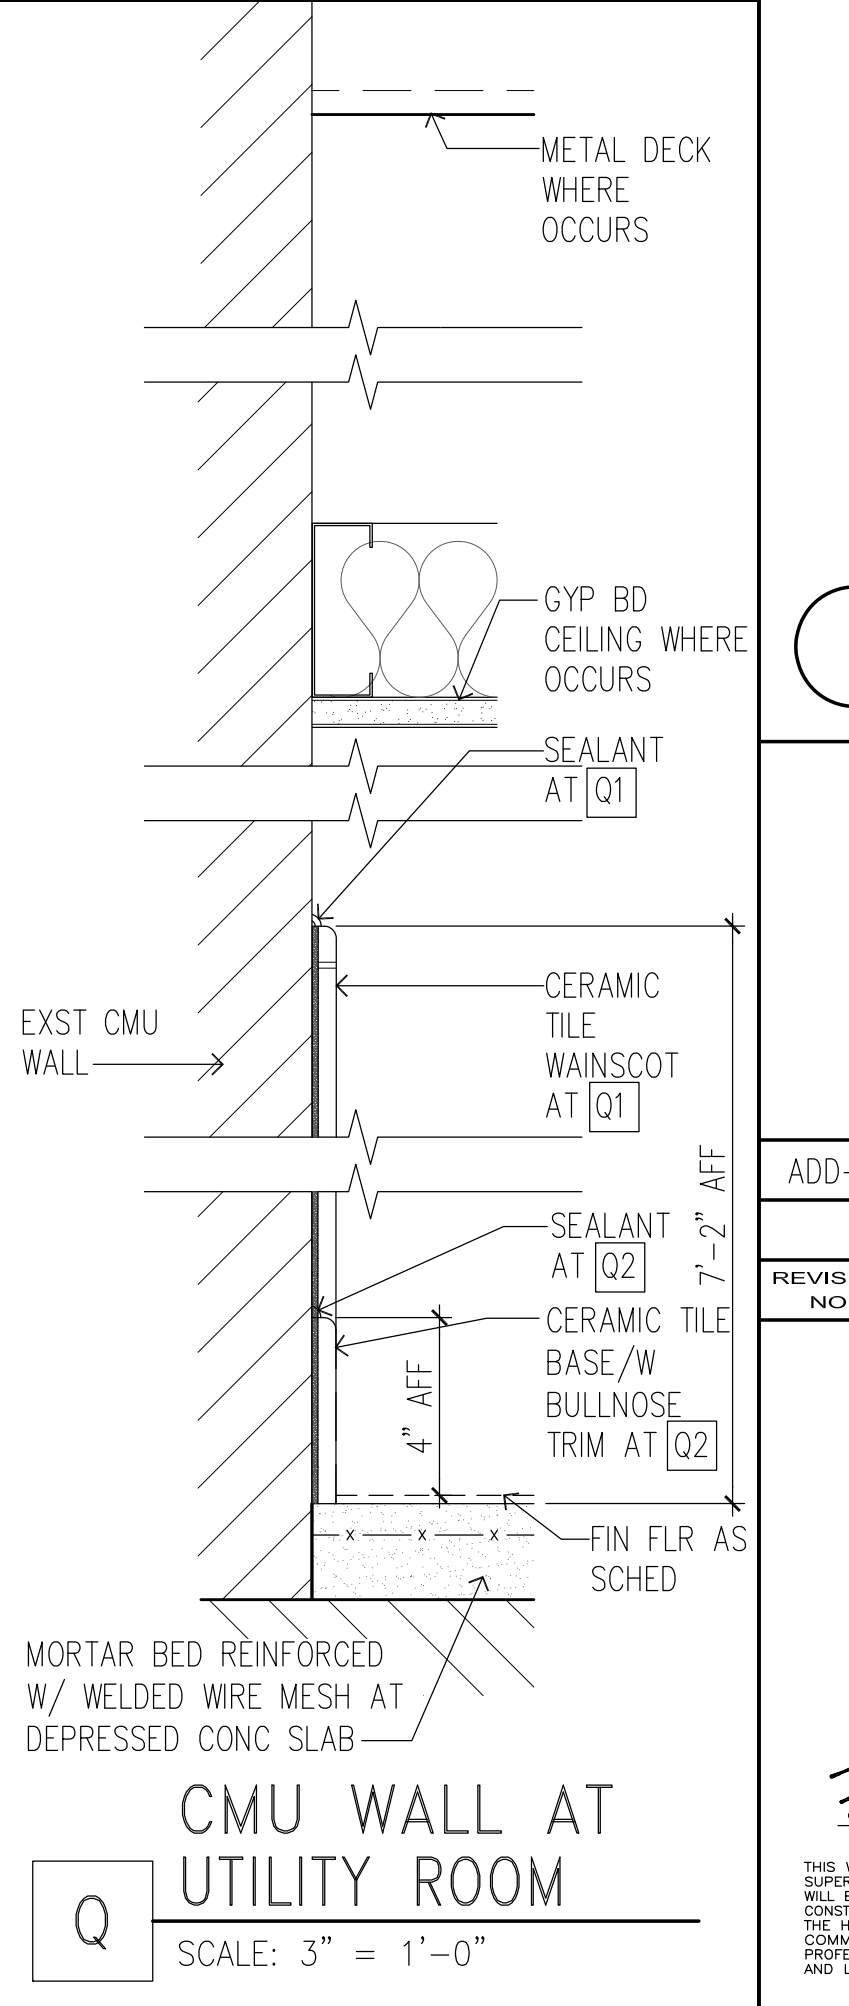 METAL DECK
WHERE
OCCURS
GYP BD
CEILING WHERE
OCCURS
SEALANT
AT Q1
CERAMIC
TILE
WAINSCOT
AT Q1
EXST CMU
WALL
7'-2" AFF
SEALANT
AT Q2
CERAMIC TILE
BASE/W
BULLNOSE
TRIM AT Q2
4" AFF
x x x
FIN FLR AS
SCHED
MORTAR BED REINFORCED
W/ WELDED WIRE MESH AT
DEPRESSED CONC SLAB
CMU WALL AT
UTILITY ROOM
Q
SCALE: 3" = 1'-0"
ADD-
REVIS
NO
THIS
SUPER
WILL
CONST
THE
COMM
PROFE
AND